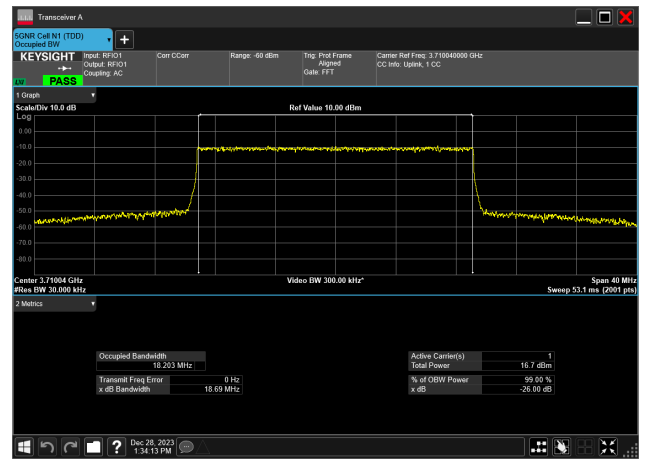 Transceiver A
5GNR Cell N1 (TDD)
Occupied BW
KEYSIGHT
LW PASS
Input: RFIO1
Output: RFIO1
Coupling: AC
Corr CCorr
Range: -60 dBm
Trig: Prot Frame
Aligned
Gate: FFT
Carrier Ref Freq: 3.710040000 GHz
CC Info: Uplink, 1 CC
1 Graph
Scale/Div 10.0 dB
Ref Value 10.00 dBm
Log
0.00
-10.0
-20.0
-30.0
-40.0
-50.0
-60.0
-70.0
-80.0
Center 3.71004 GHz
#Res BW 30.000 kHz
Video BW 300.00 kHz*
Span 40 MHz
Sweep 53.1 ms (2001 pts)
2 Metrics
Occupied Bandwidth
18.203 MHz
Transmit Freq Error 0 Hz
x dB Bandwidth 18.69 MHz
Active Carrier(s) 1
Total Power 16.7 dBm
% of OBW Power 99.00 %
x dB -26.00 dB
Dec 28, 2023
1:34:13 PM